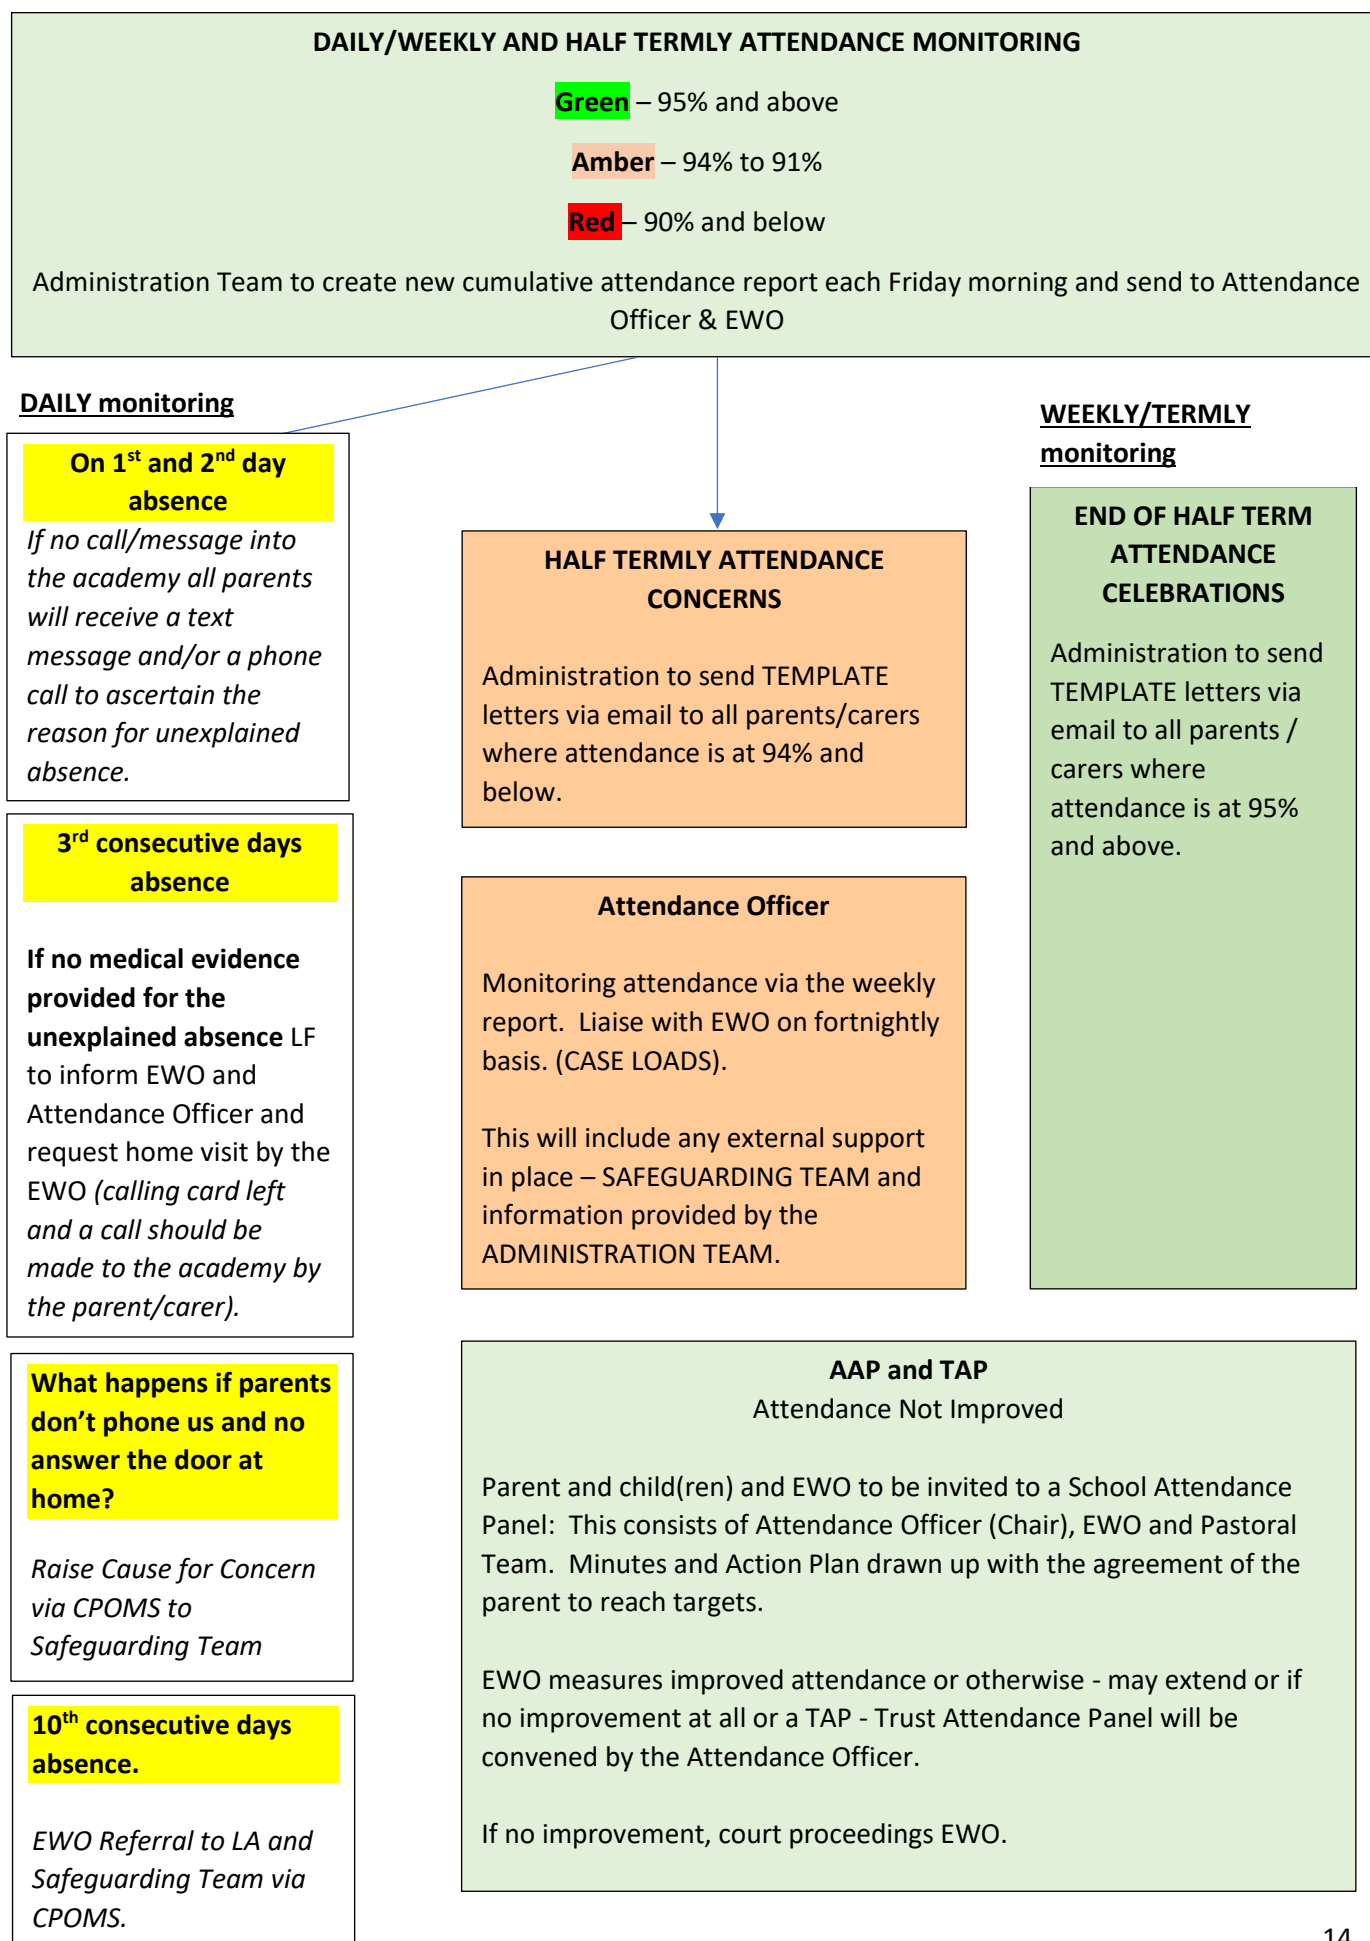 DAILY/WEEKLY AND HALF TERMLY ATTENDANCE MONITORING
Green – 95% and above
Amber – 94% to 91%
Red – 90% and below
Administration Team to create new cumulative attendance report each Friday morning and send to Attendance
Officer & EWO
DAILY monitoring
On 1st and 2nd day
absence
If no call/message into
the academy all parents
will receive a text
message and/or a phone
call to ascertain the
reason for unexplained
absence.
3rd consecutive days
absence
If no medical evidence
provided for the
unexplained absence LF
to inform EWO and
Attendance Officer and
request home visit by the
EWO (calling card left
and a call should be
made to the academy by
the parent/carer).
What happens if parents
don’t phone us and no
answer the door at
home?
Raise Cause for Concern
via CPOMS to
Safeguarding Team
10th consecutive days
absence.
EWO Referral to LA and
Safeguarding Team via
CPOMS.
HALF TERMLY ATTENDANCE
CONCERNS
Administration to send TEMPLATE
letters via email to all parents/carers
where attendance is at 94% and
below.
Attendance Officer
Monitoring attendance via the weekly
report.  Liaise with EWO on fortnightly
basis. (CASE LOADS).
This will include any external support
in place – SAFEGUARDING TEAM and
information provided by the
ADMINISTRATION TEAM.
WEEKLY/TERMLY
monitoring
END OF HALF TERM
ATTENDANCE
CELEBRATIONS
Administration to send
TEMPLATE letters via
email to all parents /
carers where
attendance is at 95%
and above.
AAP and TAP
Attendance Not Improved
Parent and child(ren) and EWO to be invited to a School Attendance
Panel:  This consists of Attendance Officer (Chair), EWO and Pastoral
Team.  Minutes and Action Plan drawn up with the agreement of the
parent to reach targets.
EWO measures improved attendance or otherwise - may extend or if
no improvement at all or a TAP - Trust Attendance Panel will be
convened by the Attendance Officer.
If no improvement, court proceedings EWO.
14